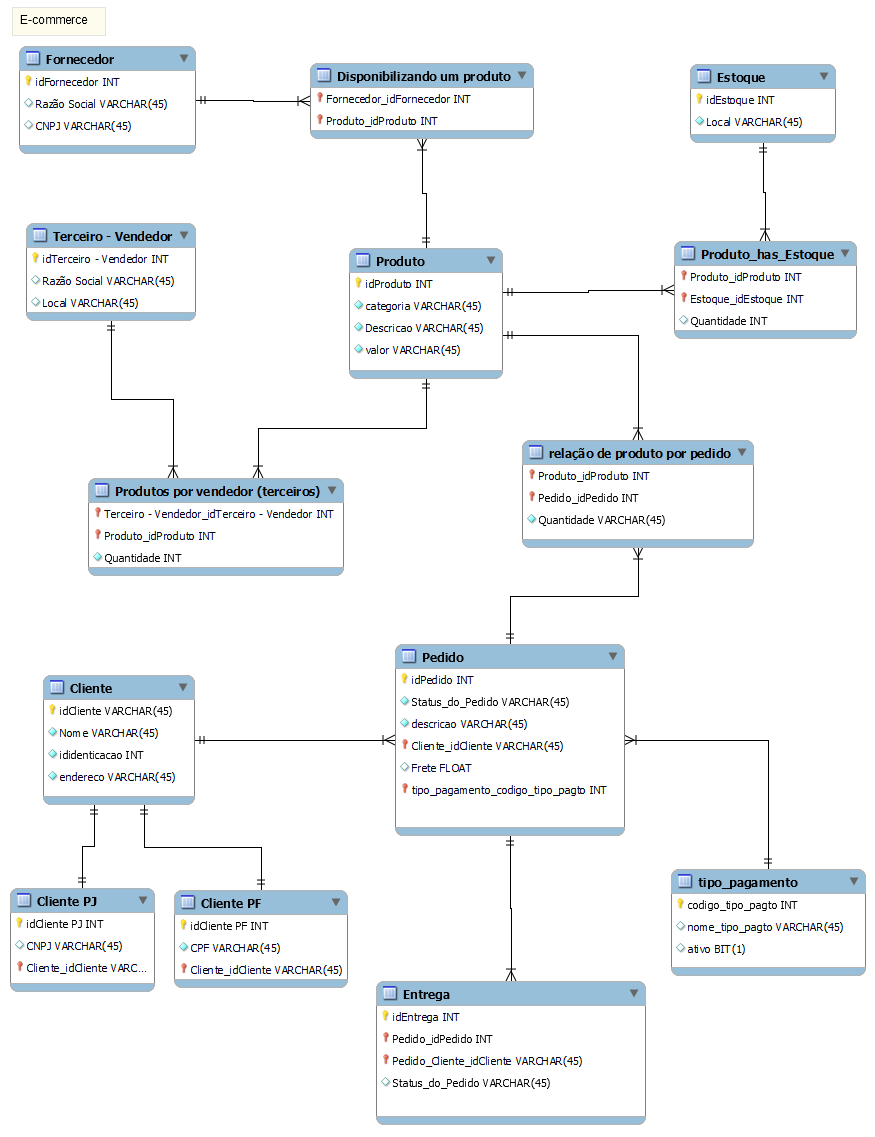 E-commerce
Fornecedor
idFornecedor INT
Razão Social VARCHAR(45)
CNPJ VARCHAR(45)
Disponibilizando um produto
Fornecedor_idFornecedor INT
Produto_idProduto INT
Estoque
idEstoque INT
Local VARCHAR(45)
Terceiro - Vendedor
idTerceiro - Vendedor INT
Razão Social VARCHAR(45)
Local VARCHAR(45)
Produto
idProduto INT
categoria VARCHAR(45)
Descricao VARCHAR(45)
valor VARCHAR(45)
Produto_has_Estoque
Produto_idProduto INT
Estoque_idEstoque INT
Quantidade INT
Produtos por vendedor (terceiros)
Terceiro - Vendedor_idTerceiro - Vendedor INT
Produto_idProduto INT
Quantidade INT
relação de produto por pedido
Produto_idProduto INT
Pedido_idPedido INT
Quantidade VARCHAR(45)
Pedido
idPedido INT
Status_do_Pedido VARCHAR(45)
descricao VARCHAR(45)
Cliente_idCliente VARCHAR(45)
Frete FLOAT
tipo_pagamento_codigo_tipo_pagto INT
Cliente
idCliente VARCHAR(45)
Nome VARCHAR(45)
ididenticacao INT
endereco VARCHAR(45)
Cliente PJ
idCliente PJ INT
CNPJ VARCHAR(45)
Cliente_idCliente VARC...
Cliente PF
idCliente PF INT
CPF VARCHAR(45)
Cliente_idCliente VARCHAR(45)
tipo_pagamento
codigo_tipo_pagto INT
nome_tipo_pagto VARCHAR(45)
ativo BIT(1)
Entrega
idEntrega INT
Pedido_idPedido INT
Pedido_Cliente_idCliente VARCHAR(45)
Status_do_Pedido VARCHAR(45)